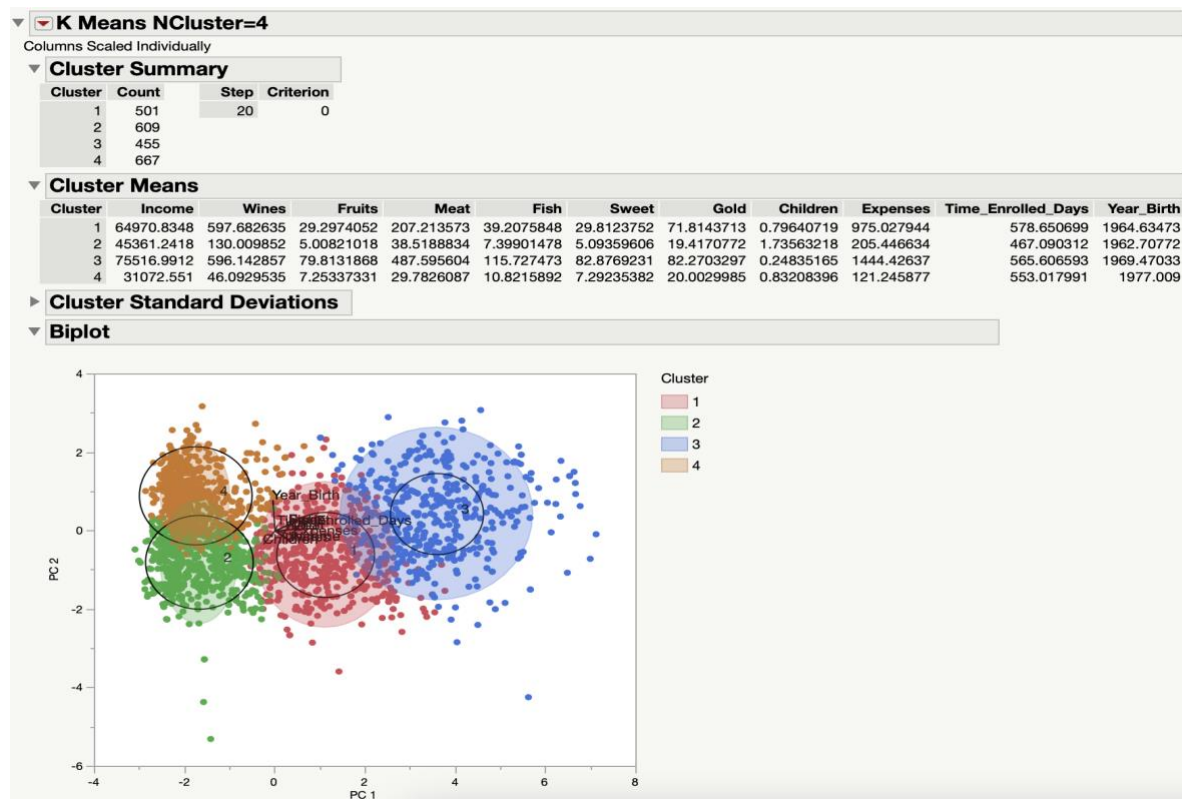 K Means NCluster=4
Columns Scaled Individually
Cluster Summary
Cluster Count Step Criterion
1 501 20 0
2 609
3 455
4 667
Cluster Means
Cluster Income Wines Fruits Meat Fish Sweet Gold Children Expenses Time_Enrolled_Days Year_Birth
1 64970.8348 597.682635 29.2974052 207.213573 39.2075848 29.8123752 71.8143713 0.79640719 975.027944 578.650699 1964.63473
2 45361.2418 130.009852 5.00821018 38.5188834 7.39901478 5.09359606 19.4170772 1.73563218 205.446634 467.090312 1962.70772
3 75516.9912 596.142857 79.8131868 487.595604 115.727473 82.8769231 82.2703297 0.24835165 1444.42637 565.606593 1969.47033
4 31072.551 46.0929535 7.25337331 29.7826087 10.8215892 7.29235382 20.0029985 0.83208396 121.245877 553.017991 1977.009
Cluster Standard Deviations
Biplot
4
2
0
-2
-4
-6
PC 2
4
Year_Birth
Enrolled_Days
Children
3
2
1
-4 -2 0 2 4 6 8
PC 1
Cluster
1
2
3
4